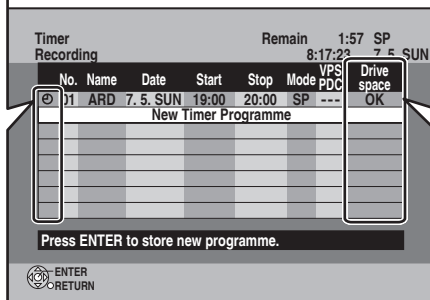 Timer
Recording
Remain 1:57 SP
8:17:23 7. 5. SUN
No. Name Date Start Stop Mode VPS PDC Drive space
01 ARD 7. 5. SUN 19:00 20:00 SP --- OK
New Timer Programme
Press ENTER to store new programme.
ENTER
RETURN